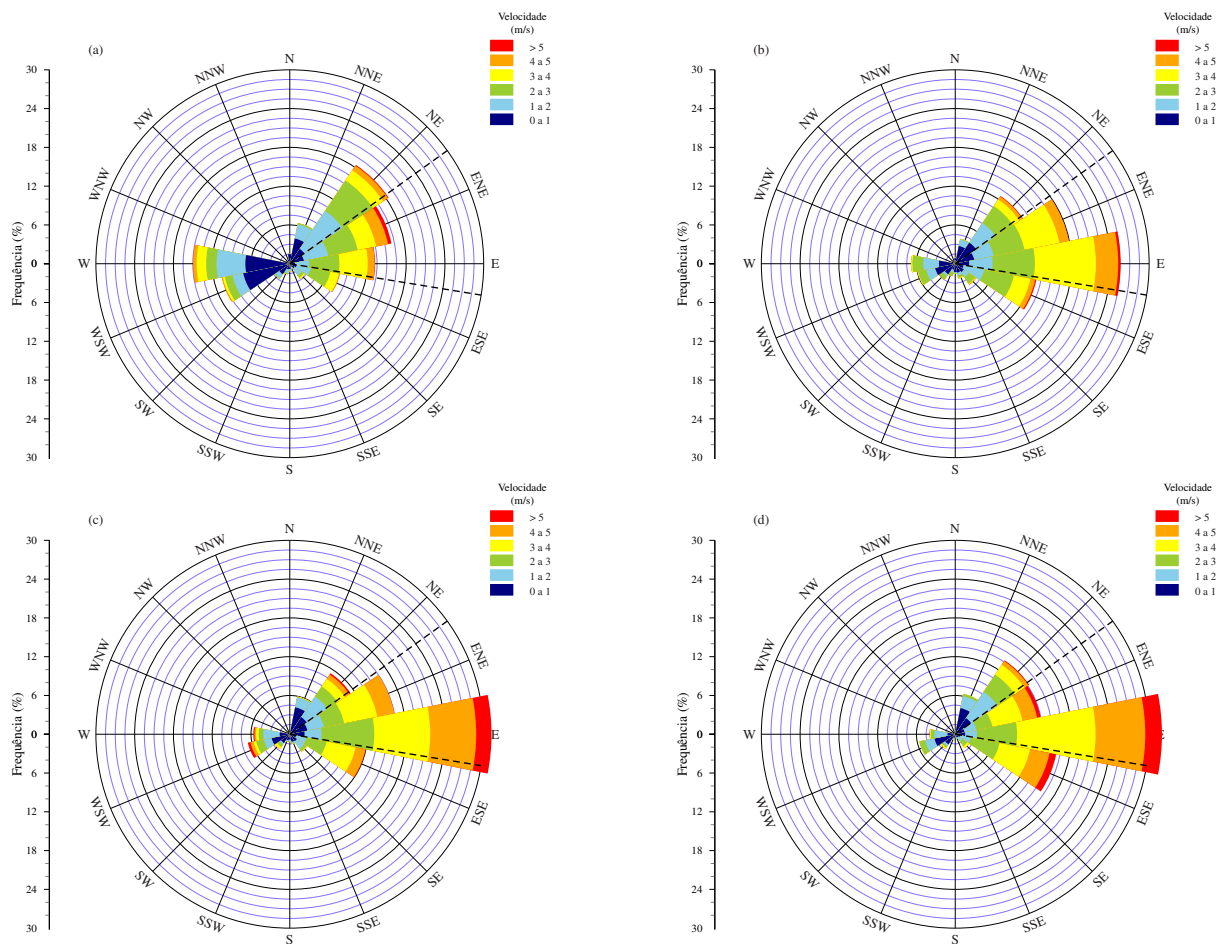 Velocidade
(m/s)
> 5
4 a 5
3 a 4
2 a 3
1 a 2
0 a 1
(a)
N
NNE
NE
ENE
E
ESE
SE
SSE
S
SSW
SW
WSW
W
WNW
NW
NNW
Frequência (%)
30
24
18
12
6
0
6
12
18
24
30
Velocidade
(m/s)
> 5
4 a 5
3 a 4
2 a 3
1 a 2
0 a 1
(b)
N
NNE
NE
ENE
E
ESE
SE
SSE
S
SSW
SW
WSW
W
WNW
NW
NNW
Frequência (%)
30
24
18
12
6
0
6
12
18
24
30
Velocidade
(m/s)
> 5
4 a 5
3 a 4
2 a 3
1 a 2
0 a 1
(c)
N
NNE
NE
ENE
E
ESE
SE
SSE
S
SSW
SW
WSW
W
WNW
NW
NNW
Frequência (%)
30
24
18
12
6
0
6
12
18
24
30
Velocidade
(m/s)
> 5
4 a 5
3 a 4
2 a 3
1 a 2
0 a 1
(d)
N
NNE
NE
ENE
E
ESE
SE
SSE
S
SSW
SW
WSW
W
WNW
NW
NNW
Frequência (%)
30
24
18
12
6
0
6
12
18
24
30